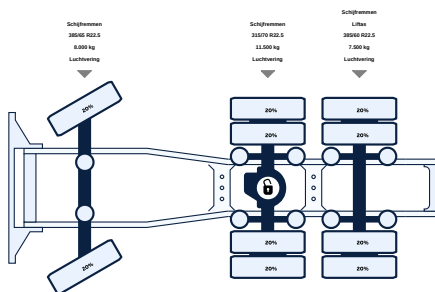 Schijfremmen
385/65 R22.5
8.000 kg
Luchtvering
Schijfremmen
315/70 R22.5
11.500 kg
Luchtvering
Schijfremmen
Liftas
385/60 R22.5
7.500 kg
Luchtvering
20%
20%
20%
20%
20%
20%
20%
20%
20%
20%